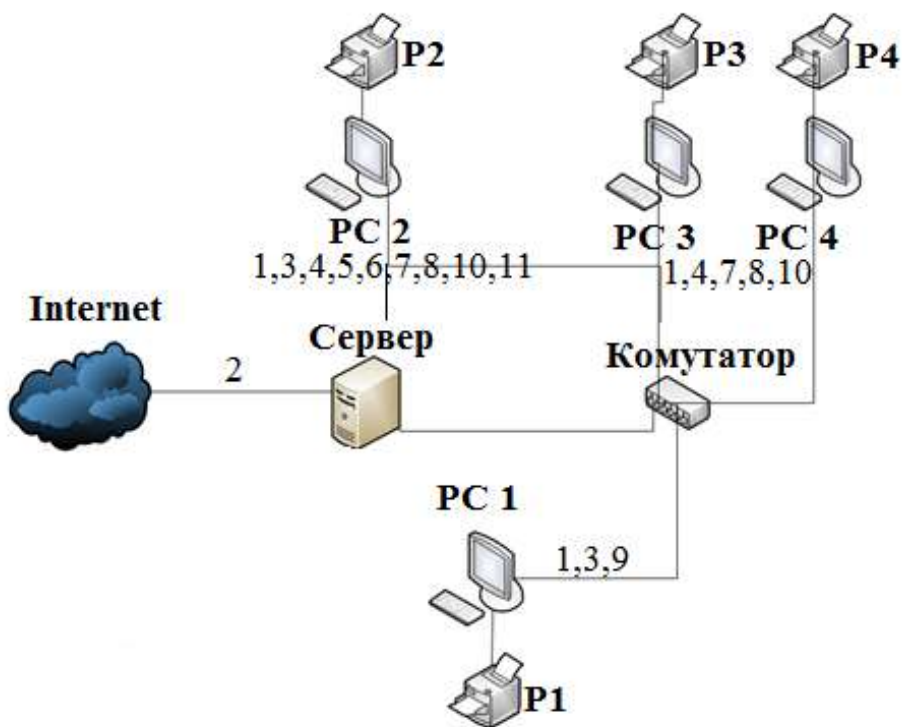 P2
P3
P4
PC 2
PC 3
PC 4
1,3,4,5,6,7,8,10,11
1,4,7,8,10
Internet
Сервер
Комутатор
2
PC 1
1,3,9
P1